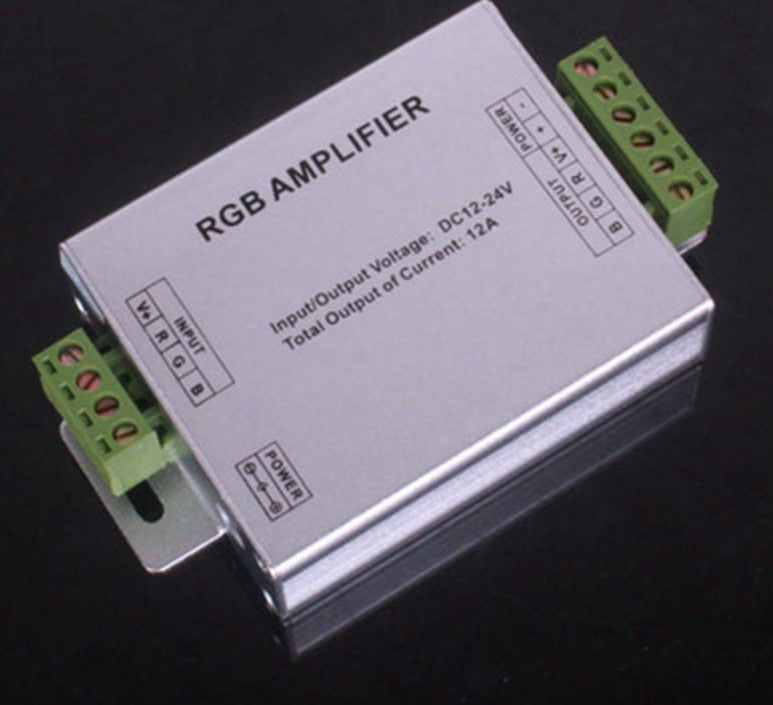 RGB AMPLIFIER
Input/Output Voltage: DC12-24V
Total Output of Current: 12A
POWER
- +
OUTPUT
V+ R G B
INPUT
V+ R G B
POWER